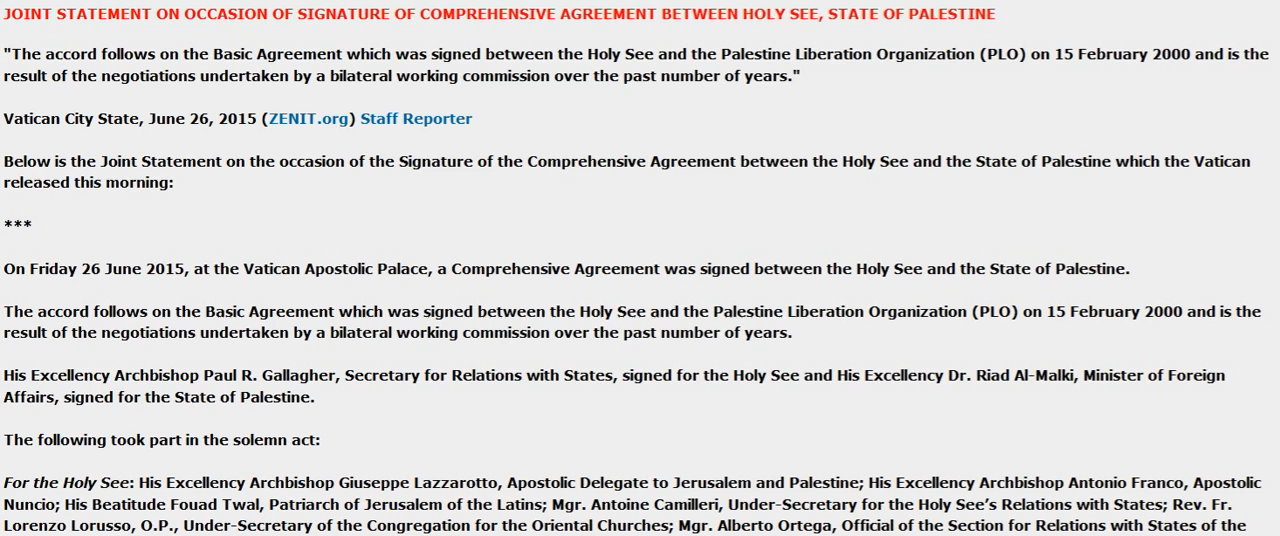 JOINT STATEMENT ON OCCASION OF SIGNATURE OF COMPREHENSIVE AGREEMENT BETWEEN HOLY SEE, STATE OF PALESTINE
"The accord follows on the Basic Agreement which was signed between the Holy See and the Palestine Liberation Organization (PLO) on 15 February 2000 and is the
result of the negotiations undertaken by a bilateral working commission over the past number of years."
Vatican City State, June 26, 2015 (ZENIT.org) Staff Reporter
Below is the Joint Statement on the occasion of the Signature of the Comprehensive Agreement between the Holy See and the State of Palestine which the Vatican
released this morning:
***
On Friday 26 June 2015, at the Vatican Apostolic Palace, a Comprehensive Agreement was signed between the Holy See and the State of Palestine.
The accord follows on the Basic Agreement which was signed between the Holy See and the Palestine Liberation Organization (PLO) on 15 February 2000 and is the
result of the negotiations undertaken by a bilateral working commission over the past number of years.
His Excellency Archbishop Paul R. Gallagher, Secretary for Relations with States, signed for the Holy See and His Excellency Dr. Riad Al-Malki, Minister of Foreign
Affairs, signed for the State of Palestine.
The following took part in the solemn act:
For the Holy See: His Excellency Archbishop Giuseppe Lazzarotto, Apostolic Delegate to Jerusalem and Palestine; His Excellency Archbishop Antonio Franco, Apostolic
Nuncio; His Beatitude Fouad Twal, Patriarch of Jerusalem of the Latins; Mgr. Antoine Camilleri, Under-Secretary for the Holy See’s Relations with States; Rev. Fr.
Lorenzo Lorusso, O.P., Under-Secretary of the Congregation for the Oriental Churches; Mgr. Alberto Ortega, Official of the Section for Relations with States of the